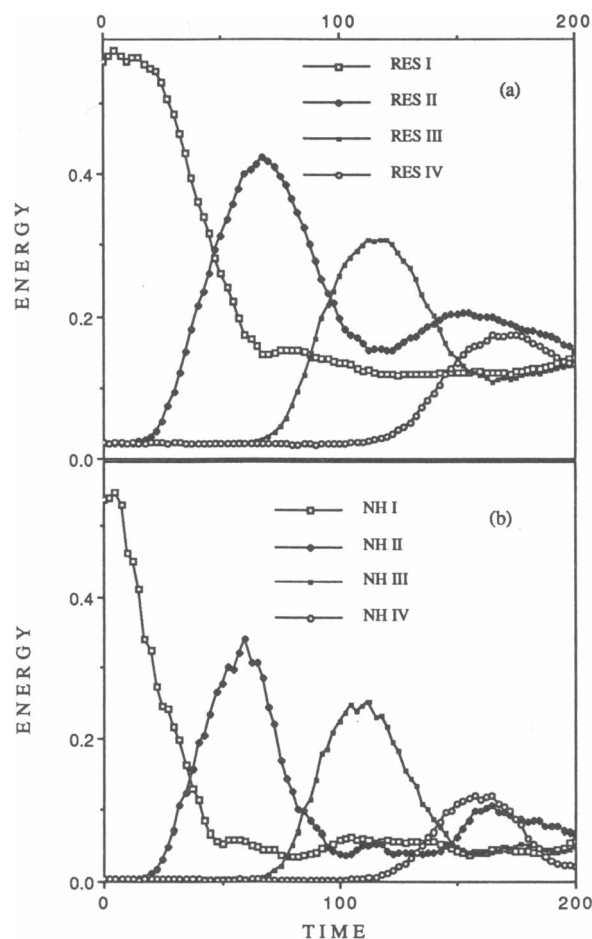 0 100 200
RES I
RES II
RES III
RES IV
(a)
0.4
0.2
0.0
ENERGY
NH I
NH II
NH III
NH IV
(b)
0.4
0.2
0.0
ENERGY
0 100 200
TIME